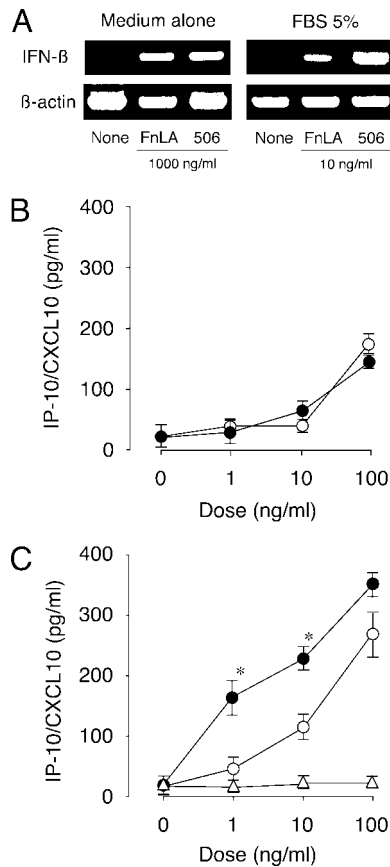 A
Medium alone
FBS 5%
IFN-ß
ß-actin
None FnLA 506
None FnLA 506
1000 ng/ml
10 ng/ml
B
IP-10/CXCL10 (pg/ml)
400
300
200
100
0
0 1 10 100
Dose (ng/ml)
C
IP-10/CXCL10 (pg/ml)
400
300
200
100
0
*
*
0 1 10 100
Dose (ng/ml)